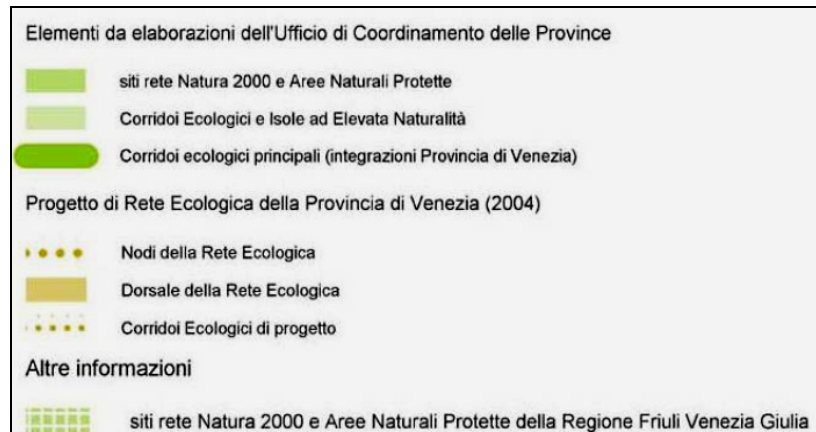 Elementi da elaborazioni dell'Ufficio di Coordinamento delle Province
siti rete Natura 2000 e Aree Naturali Protette
Corridoi Ecologici e Isole ad Elevata Naturalità
Corridoi ecologici principali (integrazioni Provincia di Venezia)
Progetto di Rete Ecologica della Provincia di Venezia (2004)
Nodi della Rete Ecologica
Dorsale della Rete Ecologica
Corridoi Ecologici di progetto
Altre informazioni
siti rete Natura 2000 e Aree Naturali Protette della Regione Friuli Venezia Giulia